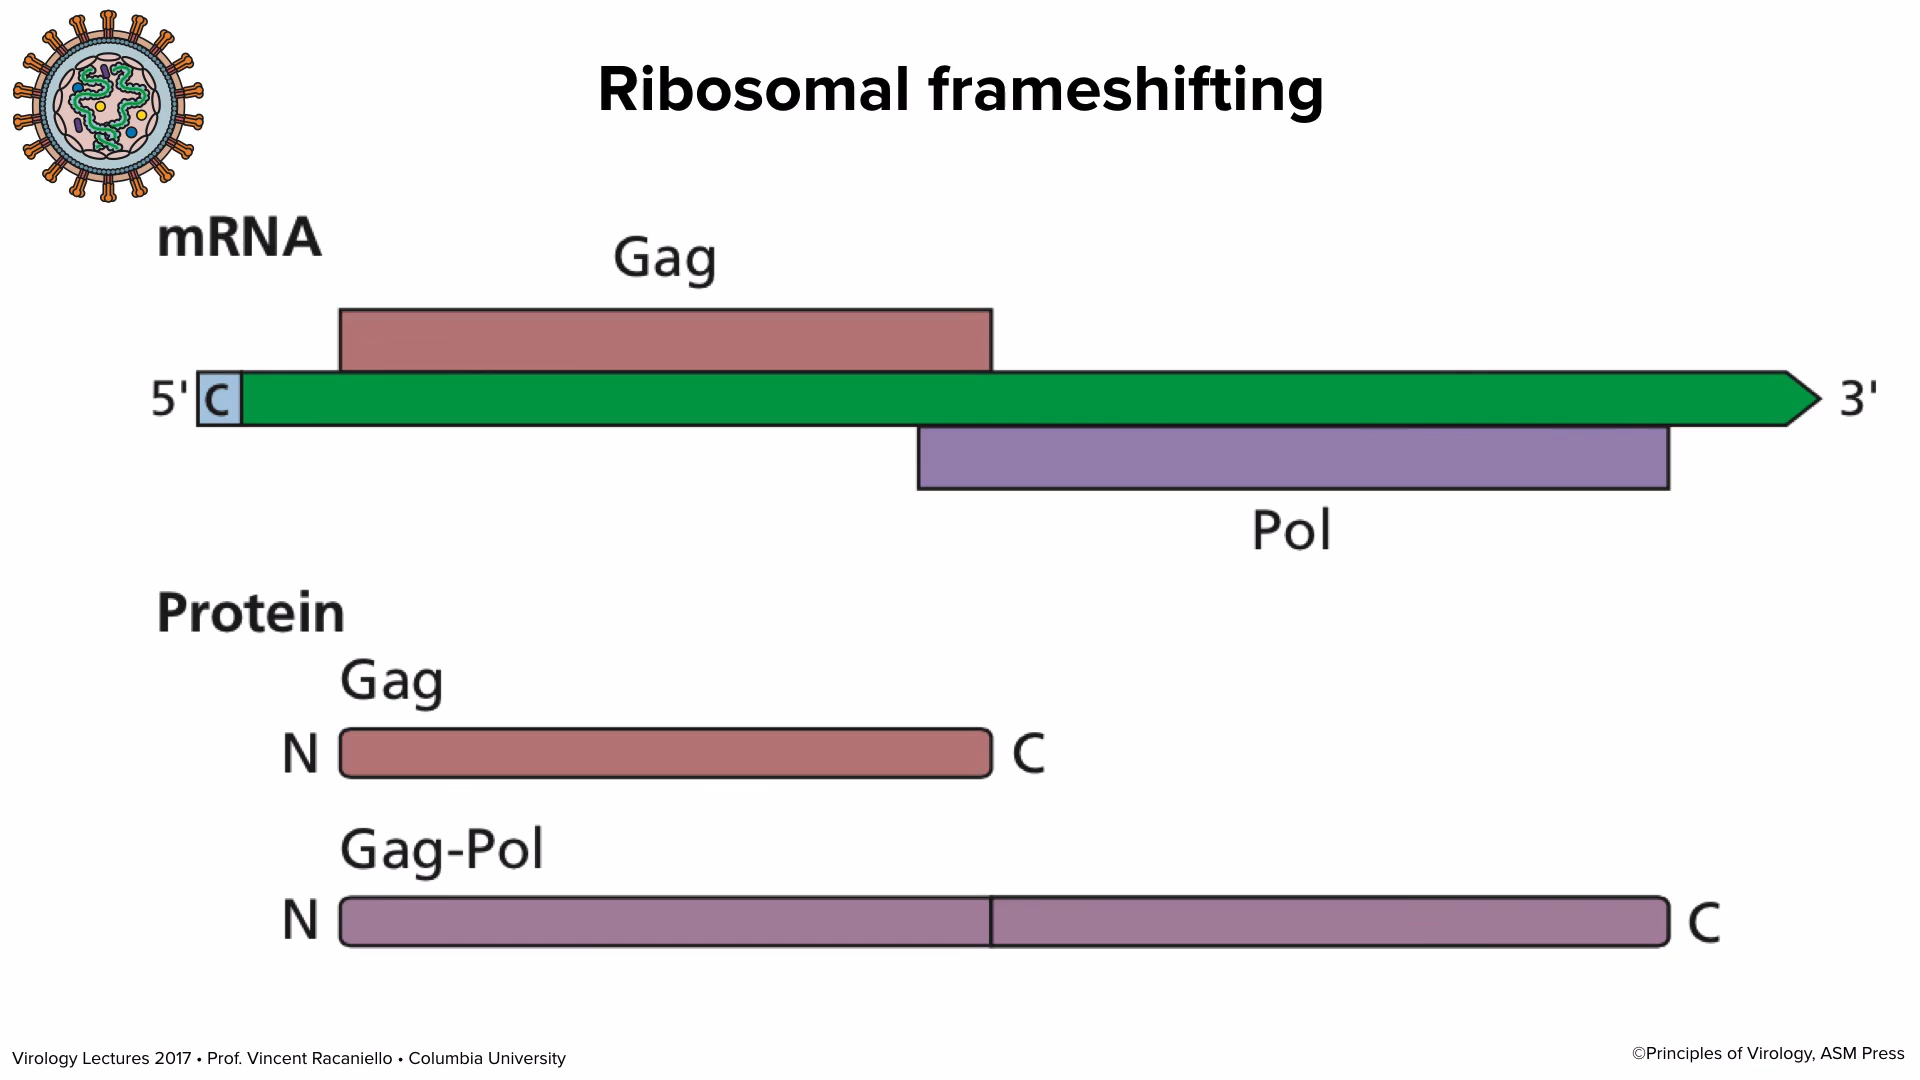 Ribosomal frameshifting
mRNA
Gag
5' C 3'
Pol
Protein
Gag
N C
Gag-Pol
N C
Virology Lectures 2017 • Prof. Vincent Racaniello • Columbia University
©Principles of Virology, ASM Press